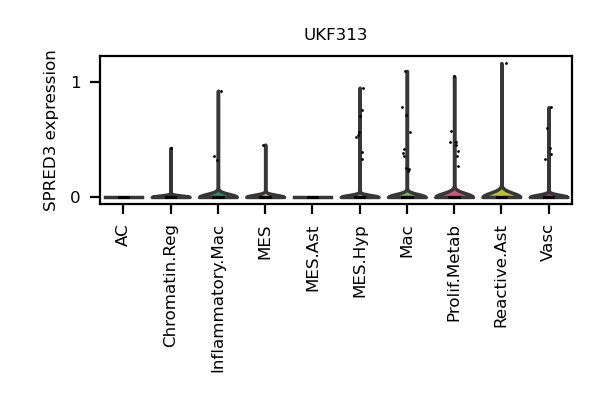 UKF313
SPRED3 expression
1
0
AC
Chromatin.Reg
Inflammatory.Mac
MES
MES.Ast
MES.Hyp
Mac
Prolif.Metab
Reactive.Ast
Vasc